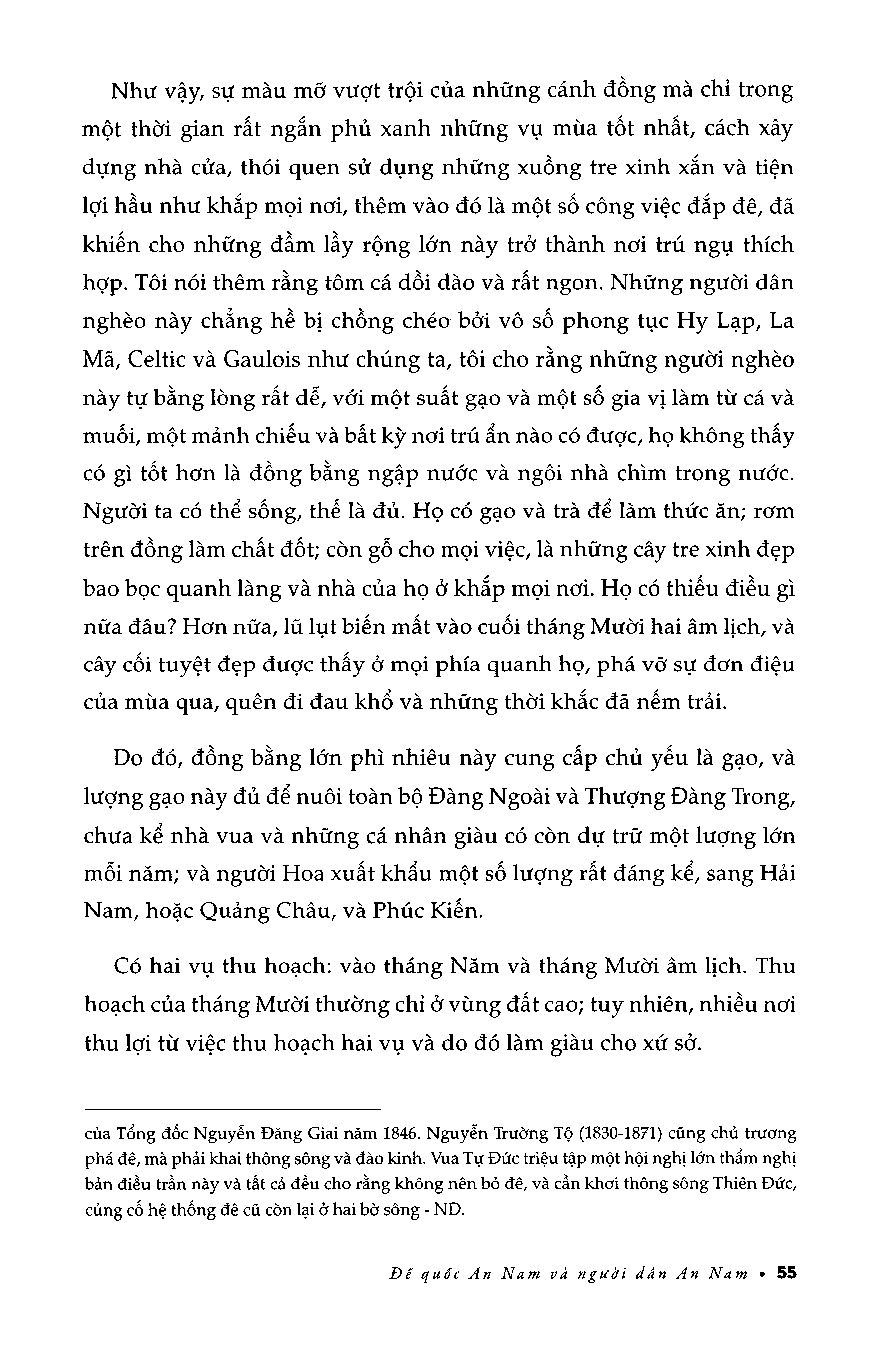 Như vậy, sự màu mỡ vượt trội của những cánh đồng mà chỉ trong
một thời gian rất ngắn phủ xanh những vụ mùa tốt nhất, cách xây
dựng nhà cửa, thói quen sử dụng những xuồng tre xinh xắn và tiện
lợi hầu như khắp mọi nơi, thêm vào đó là một số công việc đắp đê, đã
khiến cho những đầm lầy rộng lớn này trở thành nơi trú ngụ thích
hợp. Tôi nói thêm rằng tôm cá dồi dào và rất ngon. Những người dân
nghèo này chẳng hề bị chồng chéo bởi vô số phong tục Hy Lạp, La
Mã, Celtic và Gaulois như chúng ta, tôi cho rằng những người nghèo
này tự bằng lòng rất dễ, với một suất gạo và một số gia vị làm từ cá và
muối, một mảnh chiếu và bất kỳ nơi trú ẩn nào có được, họ không thấy
có gì tốt hơn là đồng bằng ngập nước và ngôi nhà chìm trong nước.
Người ta có thể sống, thế là đủ. Họ có gạo và trà để làm thức ăn; rơm
trên đồng làm chất đốt; còn gỗ cho mọi việc, là những cây tre xinh đẹp
bao bọc quanh làng và nhà của họ ở khắp mọi nơi. Họ có thiếu điều gì
nữa đâu? Hơn nữa, lũ lụt biến mất vào cuối tháng Mười hai âm lịch, và
cây cối tuyệt đẹp được thấy ở mọi phía quanh họ, phá vỡ sự đơn điệu
của mùa qua, quên đi đau khổ và những thời khắc đã nếm trải.
Do đó, đồng bằng lớn phì nhiêu này cung cấp chủ yếu là gạo, và
lượng gạo này đủ để nuôi toàn bộ Đàng Ngoài và Thượng Đàng Trong,
chưa kể nhà vua và những cá nhân giàu có còn dự trữ một lượng lớn
mỗi năm; và người Hoa xuất khẩu một số lượng rất đáng kể, sang Hải
Nam, hoặc Quảng Châu, và Phúc Kiến.
Có hai vụ thu hoạch: vào tháng Năm và tháng Mười âm lịch. Thu
hoạch của tháng Mười thường chỉ ở vùng đất cao; tuy nhiên, nhiều nơi
thu lợi từ việc thu hoạch hai vụ và do đó làm giàu cho xứ sở.
của Tổng đốc Nguyễn Đăng Giai năm 1846. Nguyễn Trường Tộ (1830-1871) cũng chủ trương
phá đê, mà phải khai thông sông và đào kinh. Vua Tự Đức triệu tập một hội nghị lớn thẩm nghị
bản điều trần này và tất cả đều cho rằng không nên bỏ đê, và cần khơi thông sông Thiên Đức,
củng cố hệ thống đê cũ còn lại ở hai bờ sông - ND.
Đế quốc An Nam và người dân An Nam • 55